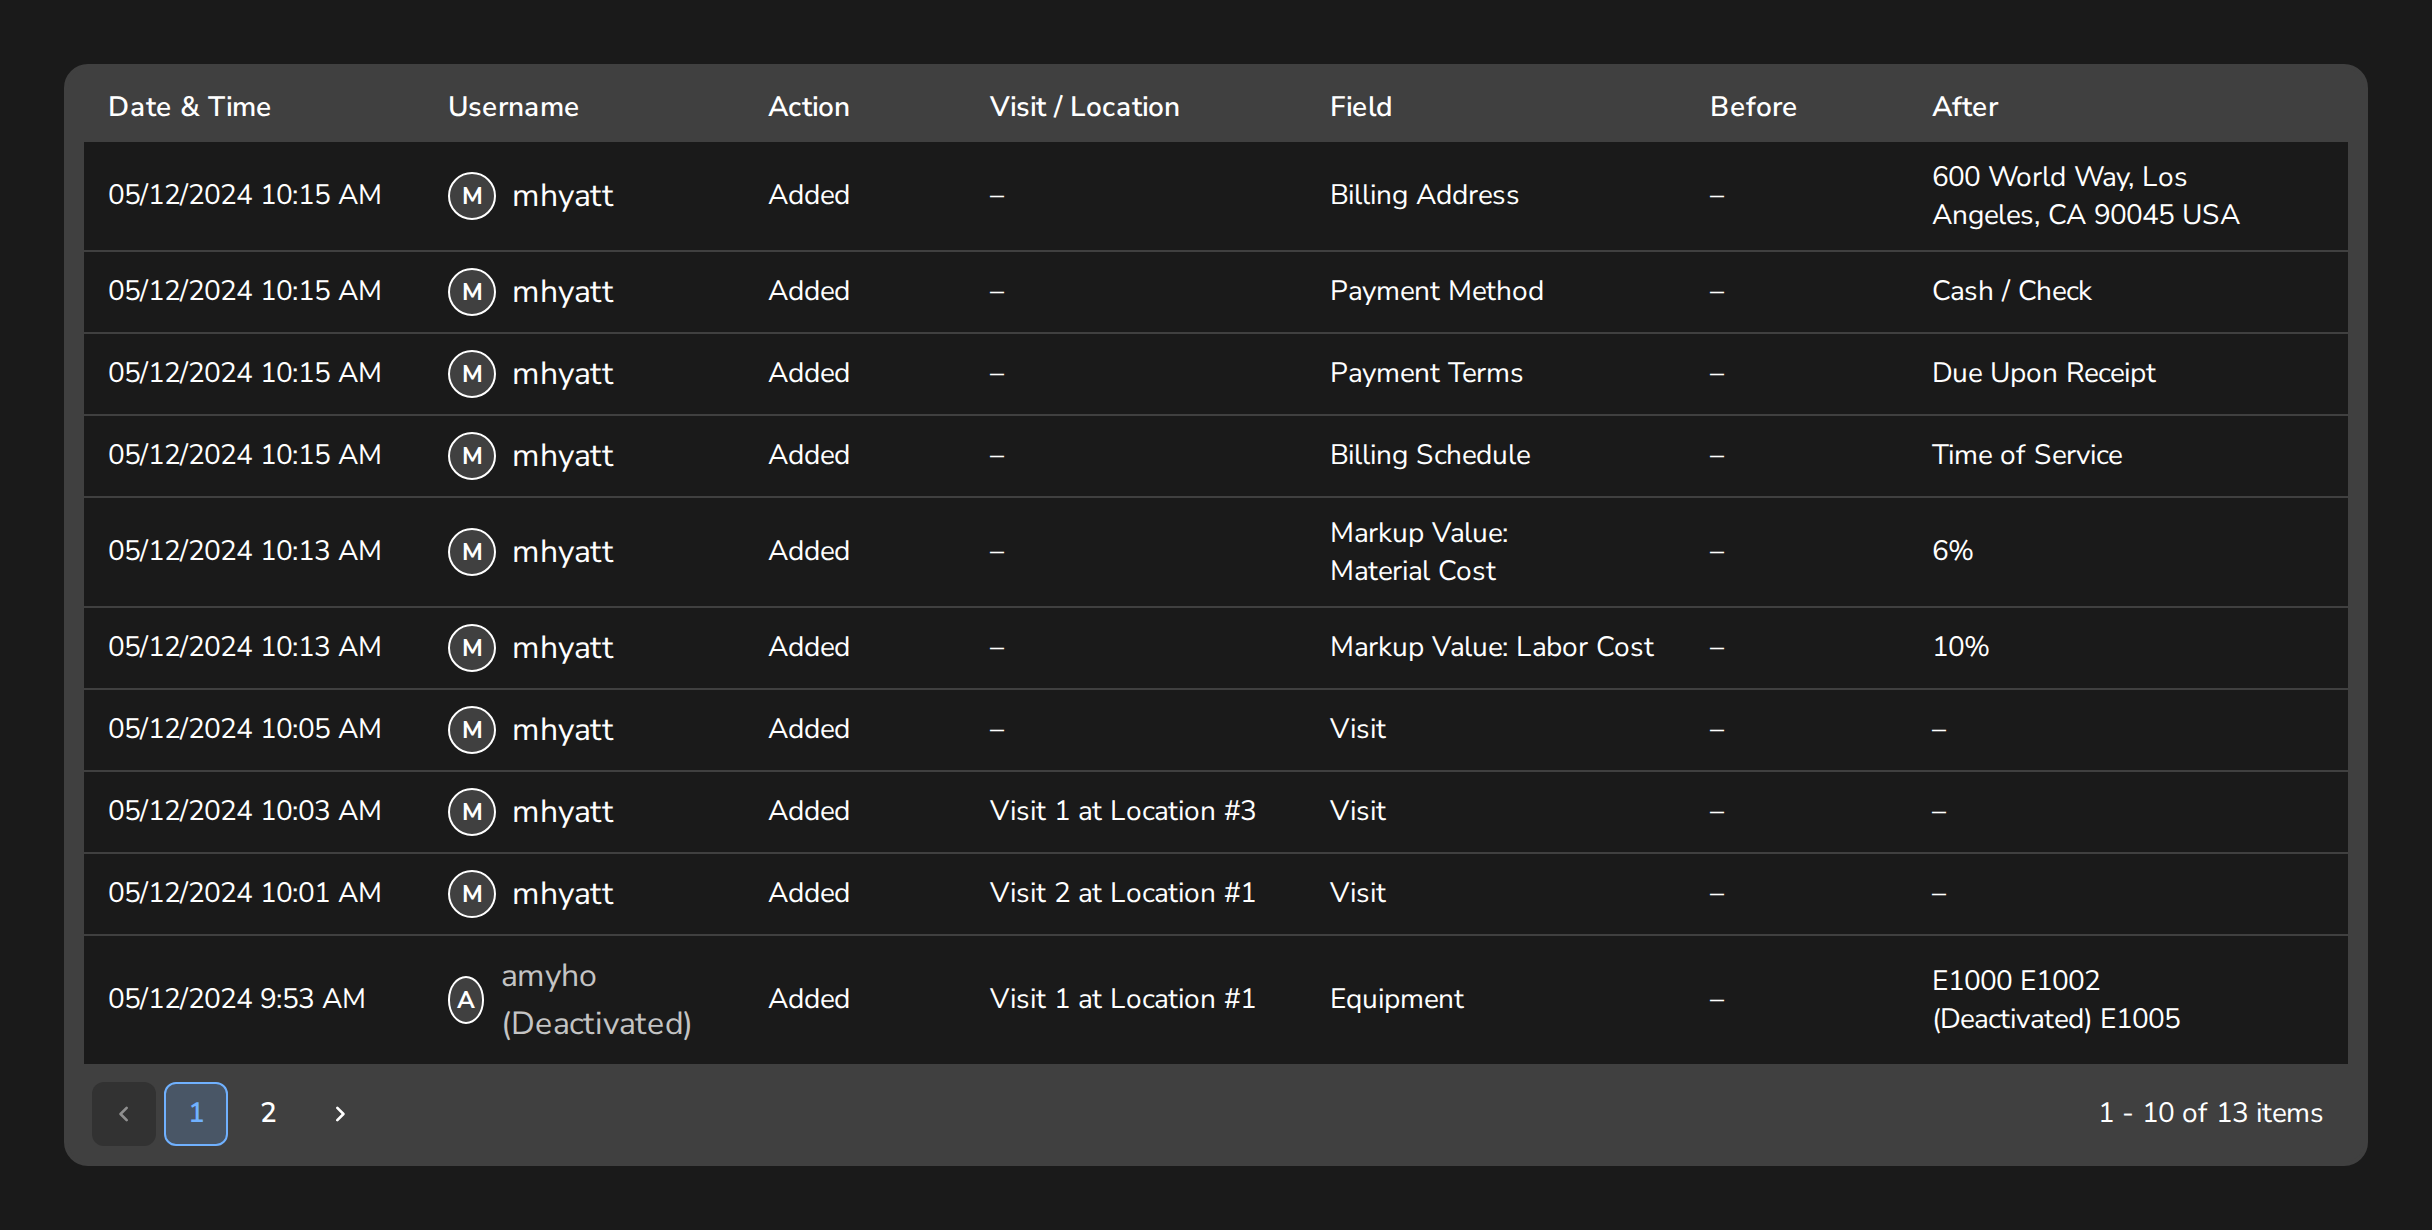 Date & Time Username Action Visit / Location Field Before After
05/12/2024 10:15 AM M mhyatt Added – Billing Address – 600 World Way, Los
Angeles, CA 90045 USA
05/12/2024 10:15 AM M mhyatt Added – Payment Method – Cash / Check
05/12/2024 10:15 AM M mhyatt Added – Payment Terms – Due Upon Receipt
05/12/2024 10:15 AM M mhyatt Added – Billing Schedule – Time of Service
05/12/2024 10:13 AM M mhyatt Added – Markup Value:
Material Cost – 6%
05/12/2024 10:13 AM M mhyatt Added – Markup Value: Labor Cost – 10%
05/12/2024 10:05 AM M mhyatt Added – Visit – –
05/12/2024 10:03 AM M mhyatt Added Visit 1 at Location #3 Visit – –
05/12/2024 10:01 AM M mhyatt Added Visit 2 at Location #1 Visit – –
05/12/2024 9:53 AM A amyho
(Deactivated) Added Visit 1 at Location #1 Equipment – E1000 E1002
(Deactivated) E1005
1 2 1 - 10 of 13 items